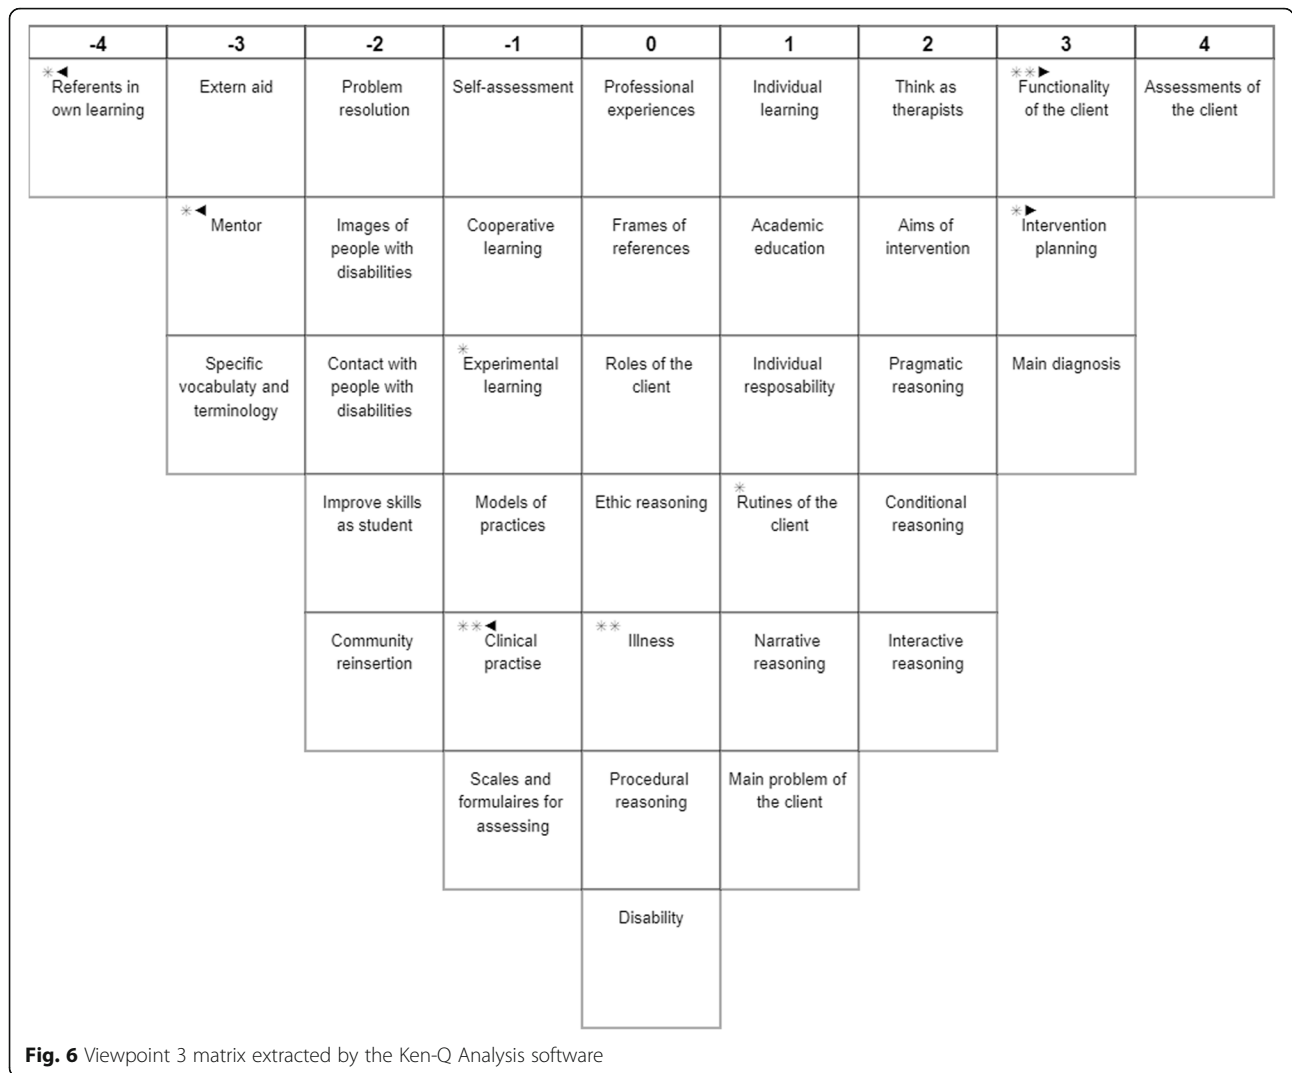 -4 -3 -2 -1 0 1 2 3 4
✳◄ ✳✳►
Referents in Extern aid Problem Self-assessment Professional Individual Think as Functionality Assessments of
own learning resolution experiences learning therapists of the client the client
✳◄ ✳►
Mentor Images of Cooperative Frames of Academic Aims of Intervention
people with learning references education intervention planning
disabilities
✳
Specific Contact with Experimental Roles of the Individual Pragmatic Main diagnosis
vocabulaty and people with learning client resposability reasoning
terminology disabilities
✳
Improve skills Models of Ethic reasoning Rutines of the Conditional
as student practices client reasoning
✳✳◄ ✳✳
Community Clinical Illness Narrative Interactive
reinsertion practise reasoning reasoning
Scales and Procedural Main problem of
formulaires for reasoning the client
assessing
Disability
Fig. 6 Viewpoint 3 matrix extracted by the Ken-Q Analysis software